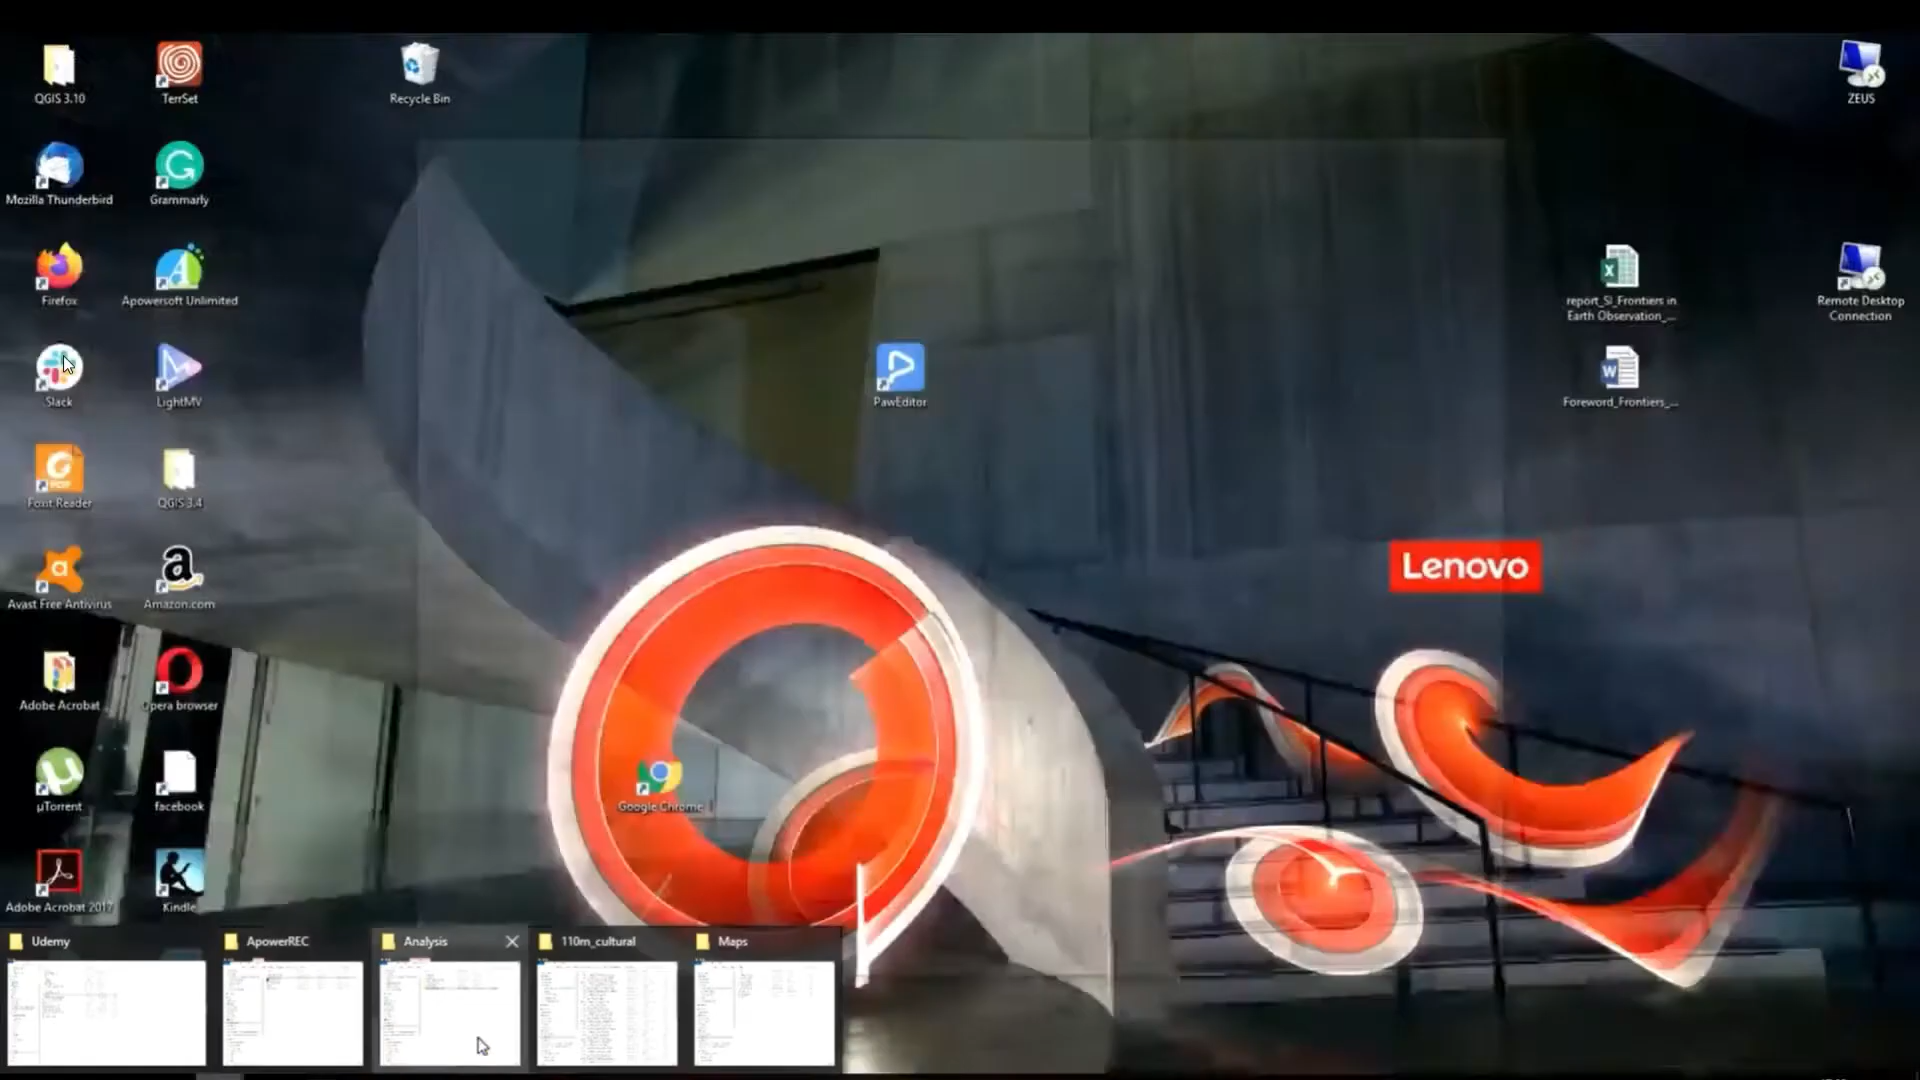 QGIS 3.10
TerrSet
Recycle Bin
ZEUS
Mozilla Thunderbird
Grammarly
Firefox
Apowersoft Unlimited
report_SI_Frontiers in
Earth Observation_...
Remote Desktop
Connection
Slack
LightMV
PawEditor
Foreword_Frontiers_...
Foxit Reader
QGIS 3.4
Lenovo
Avast Free Antivirus
Amazon.com
Adobe Acrobat
Opera browser
µTorrent
facebook
Google Chrome
Adobe Acrobat 2017
Kindle
Udemy
ApowerREC
Analysis
110m_cultural
Maps